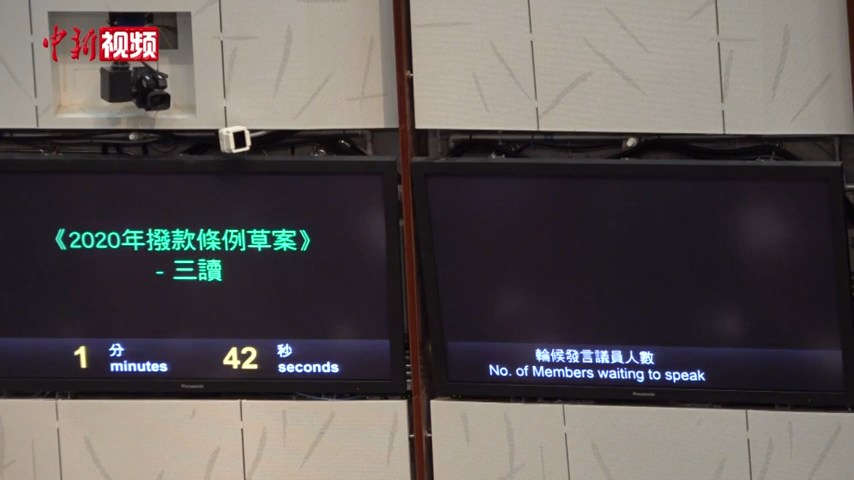 中新视频
《2020年撥款條例草案》
- 三讀
1 分 minutes 42 秒 seconds
Panasonic
輪候發言議員人數
No. of Members waiting to speak
Panasonic